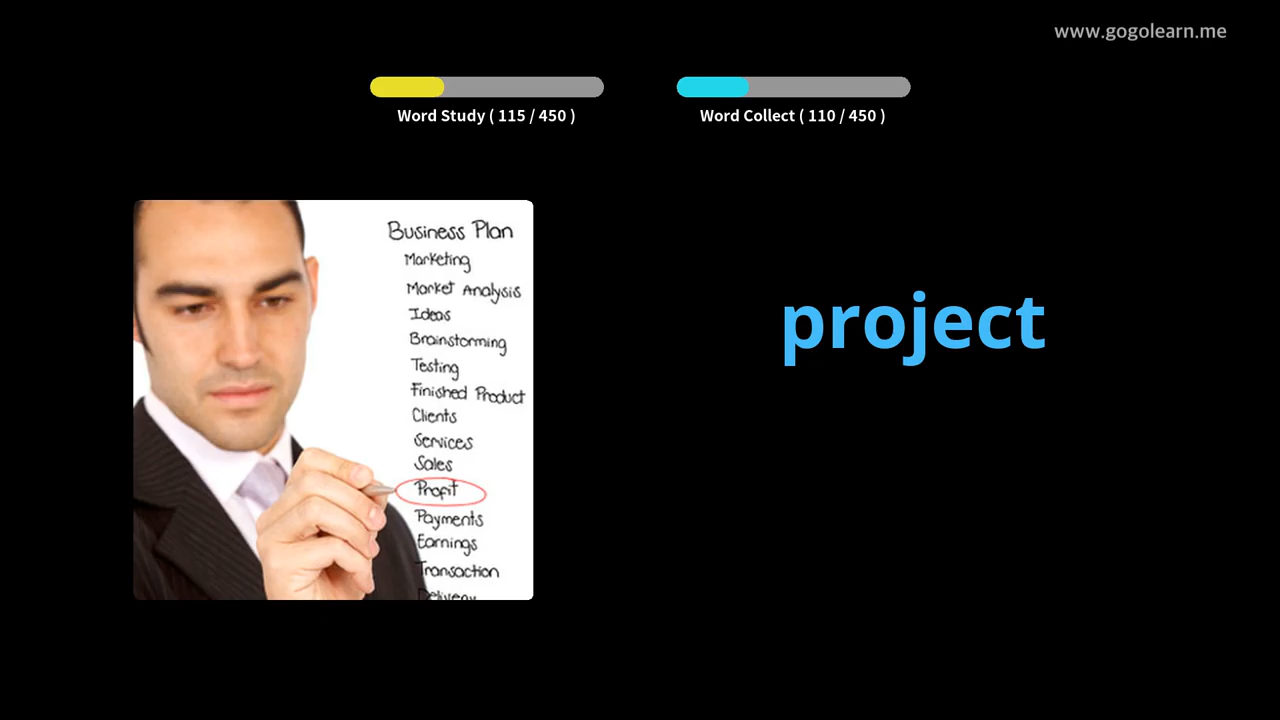 www.gogolearn.me
Word Study ( 115 / 450 )
Word Collect ( 110 / 450 )
Business Plan
Marketing
Market Analysis
Ideas
Brainstorming
Testing
Finished Product
Clients
Services
Sales
Profit
Payments
Earnings
Transaction
Delivery
project